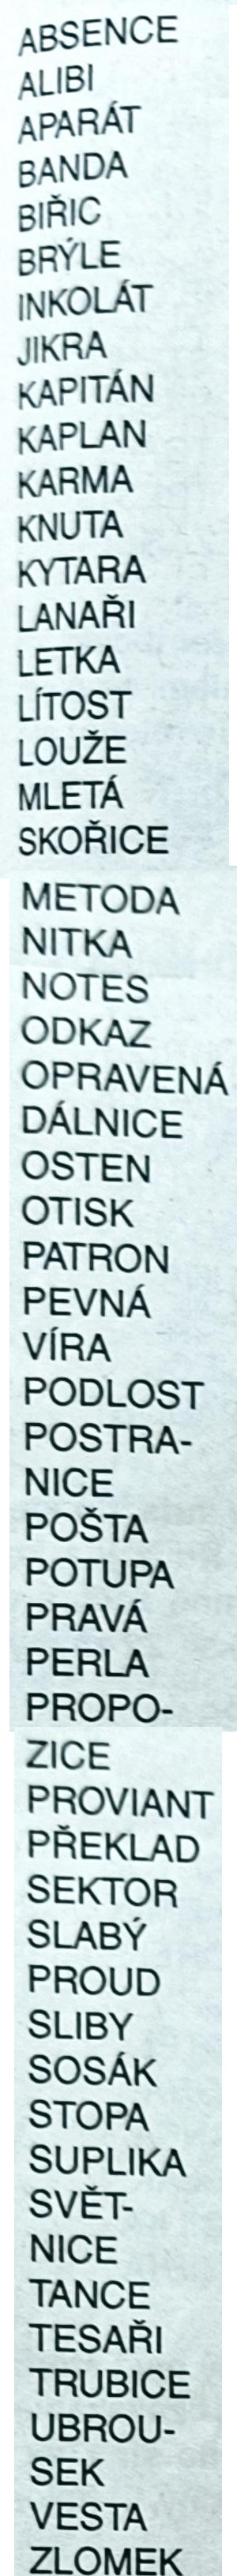 ABSENCE
ALIBI
APARÁT
BANDA
BIŘIC
BRÝLE
INKOLÁT
JIKRA
KAPITÁN
KAPLAN
KARMA
KNUTA
KYTARA
LANAŘI
LETKA
LÍTOST
LOUŽE
MLETÁ
SKOŘICE
METODA
NITKA
NOTES
ODKAZ
OPRAVENÁ
DÁLNICE
OSTEN
OTISK
PATRON
PEVNÁ
VÍRA
PODLOST
POSTRA-
NICE
POŠTA
POTUPA
PRAVÁ
PERLA
PROPO-
ZICE
PROVIANT
PŘEKLAD
SEKTOR
SLABÝ
PROUD
SLIBY
SOSÁK
STOPA
SUPLIKA
SVĚT-
NICE
TANCE
TESAŘI
TRUBICE
UBROU-
SEK
VESTA
ZLOMEK